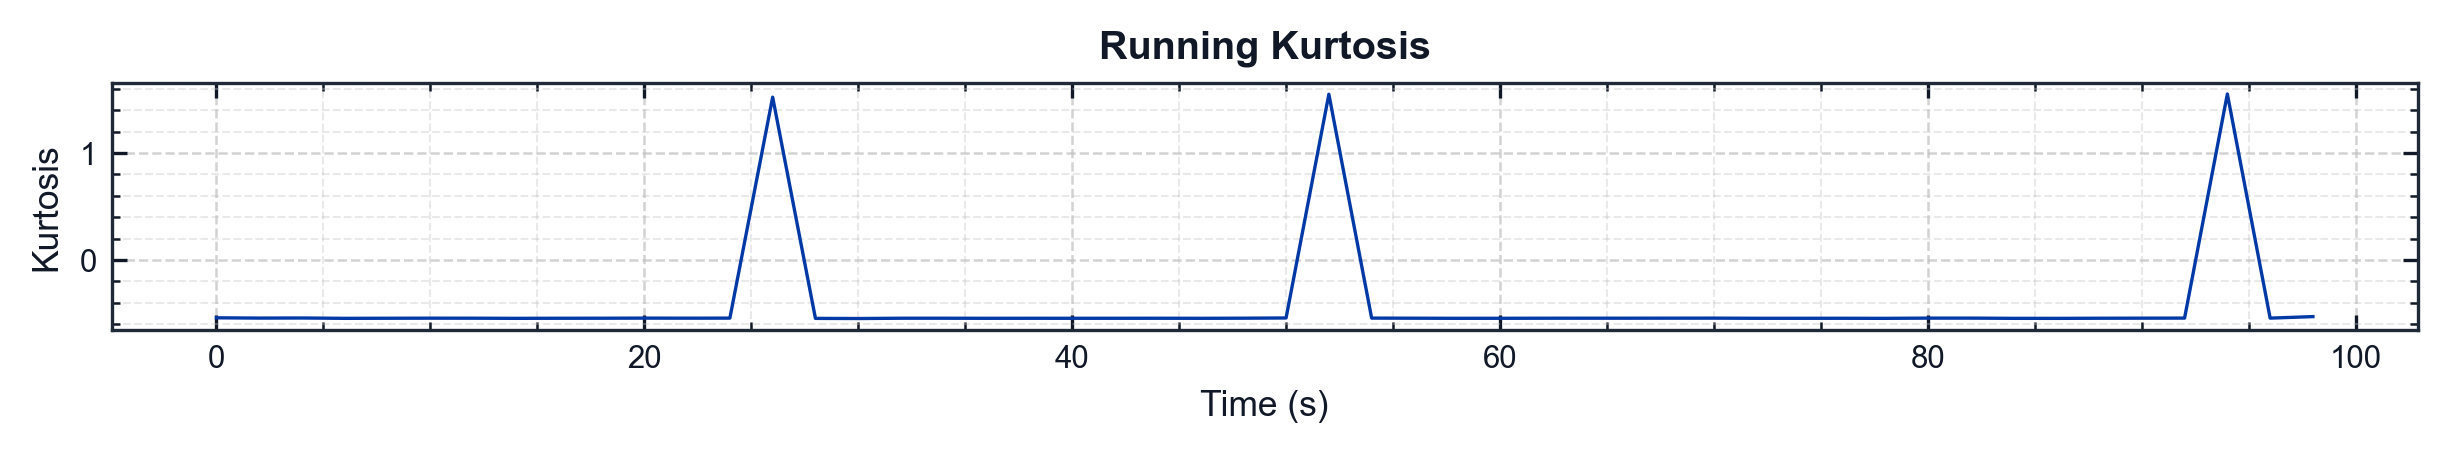 Running Kurtosis
Kurtosis
1
0
0 20 40 60 80 100
Time (s)